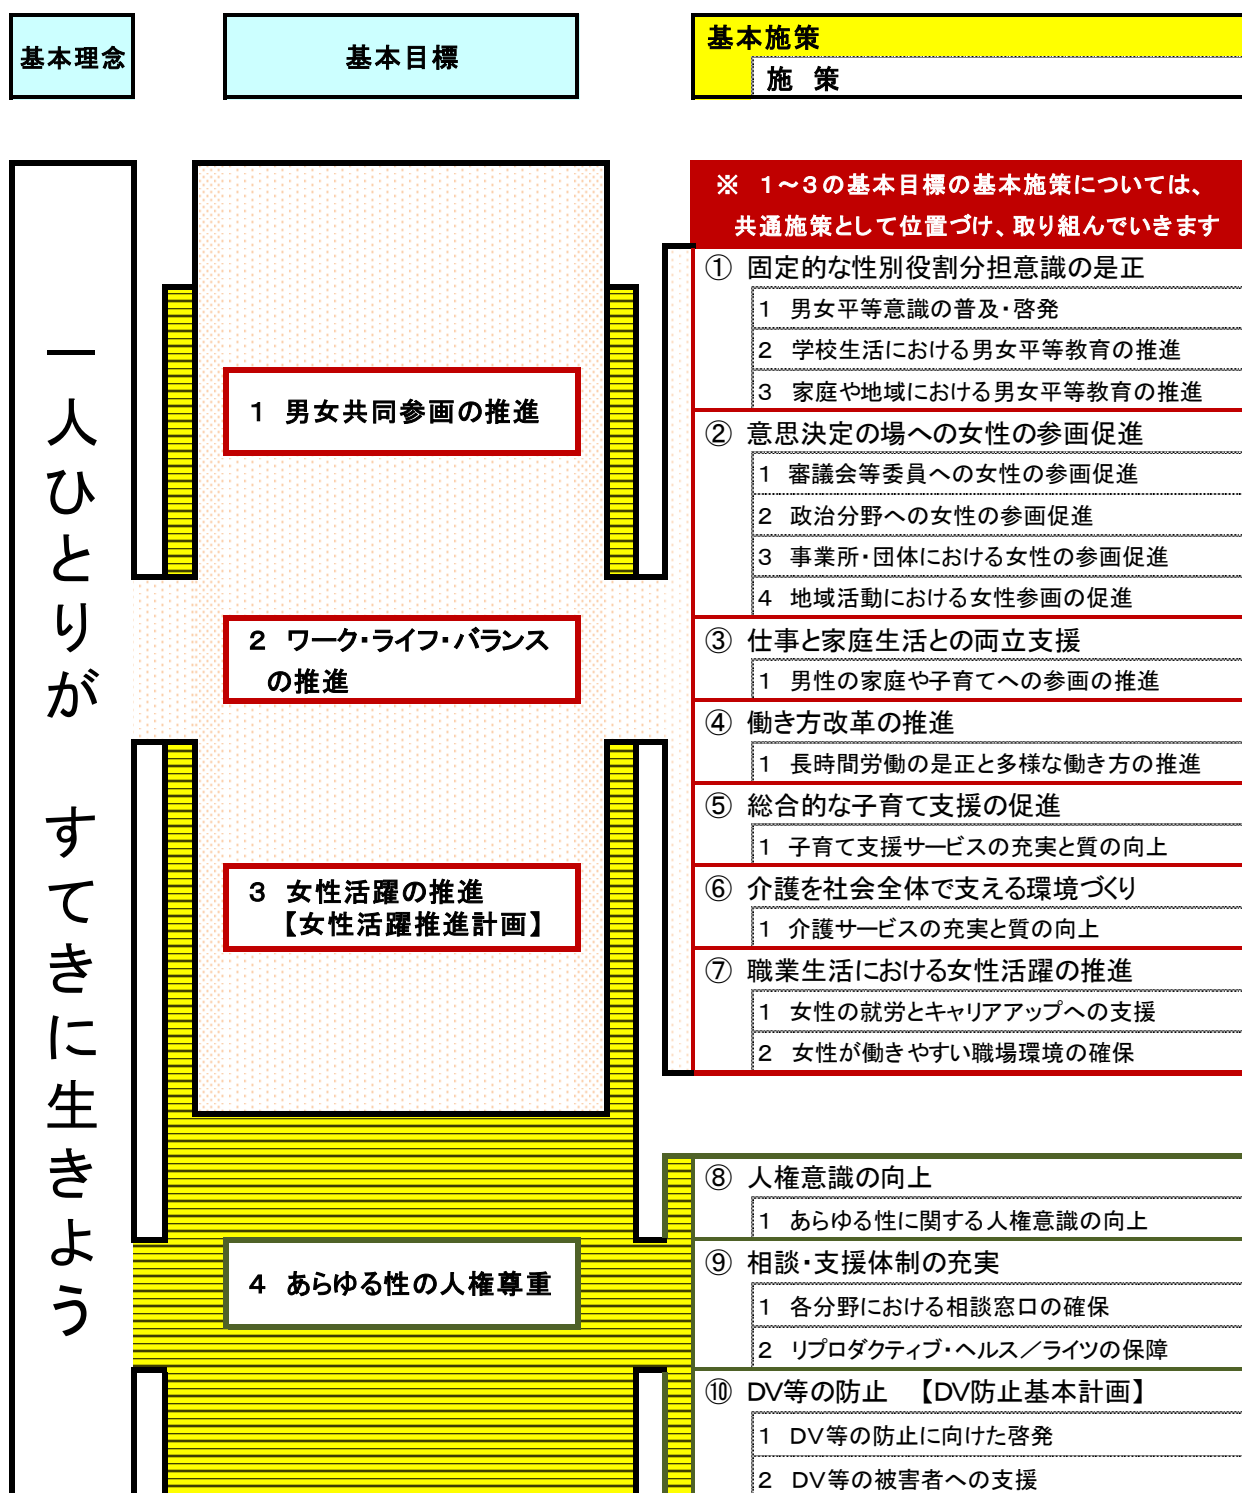 基本理念
基本目標
基本施策
施 策
一人ひとりが すてきに生きよう
1 男女共同参画の推進
2 ワーク・ライフ・バランス
の推進
3 女性活躍の推進
【女性活躍推進計画】
4 あらゆる性の人権尊重
※ 1～3の基本目標の基本施策については、
共通施策として位置づけ、取り組んでいきます
① 固定的な性別役割分担意識の是正
1 男女平等意識の普及・啓発
2 学校生活における男女平等教育の推進
3 家庭や地域における男女平等教育の推進
② 意思決定の場への女性の参画促進
1 審議会等委員への女性の参画促進
2 政治分野への女性の参画促進
3 事業所・団体における女性の参画促進
4 地域活動における女性参画の促進
③ 仕事と家庭生活との両立支援
1 男性の家庭や子育てへの参画の推進
④ 働き方改革の推進
1 長時間労働の是正と多様な働き方の推進
⑤ 総合的な子育て支援の促進
1 子育て支援サービスの充実と質の向上
⑥ 介護を社会全体で支える環境づくり
1 介護サービスの充実と質の向上
⑦ 職業生活における女性活躍の推進
1 女性の就労とキャリアアップへの支援
2 女性が働きやすい職場環境の確保
⑧ 人権意識の向上
1 あらゆる性に関する人権意識の向上
⑨ 相談・支援体制の充実
1 各分野における相談窓口の確保
2 リプロダクティブ・ヘルス／ライツの保障
⑩ DV等の防止 【DV防止基本計画】
1 DV等の防止に向けた啓発
2 DV等の被害者への支援